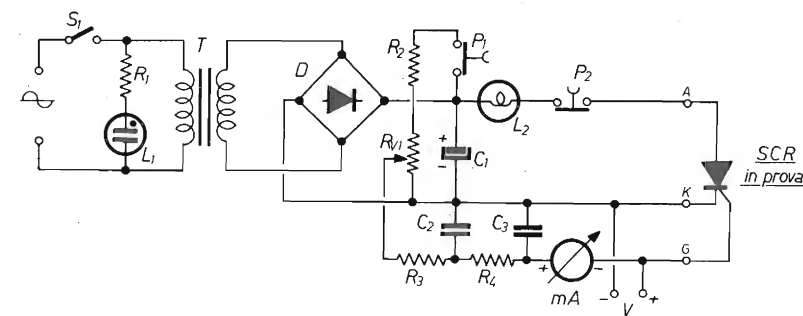 S1
T
R1
L1
D
R2
P1
RV1
C1
L2
P2
A
SCR
in prova
K
C2
C3
G
R3
R4
+
-
mA
+
-
- V +